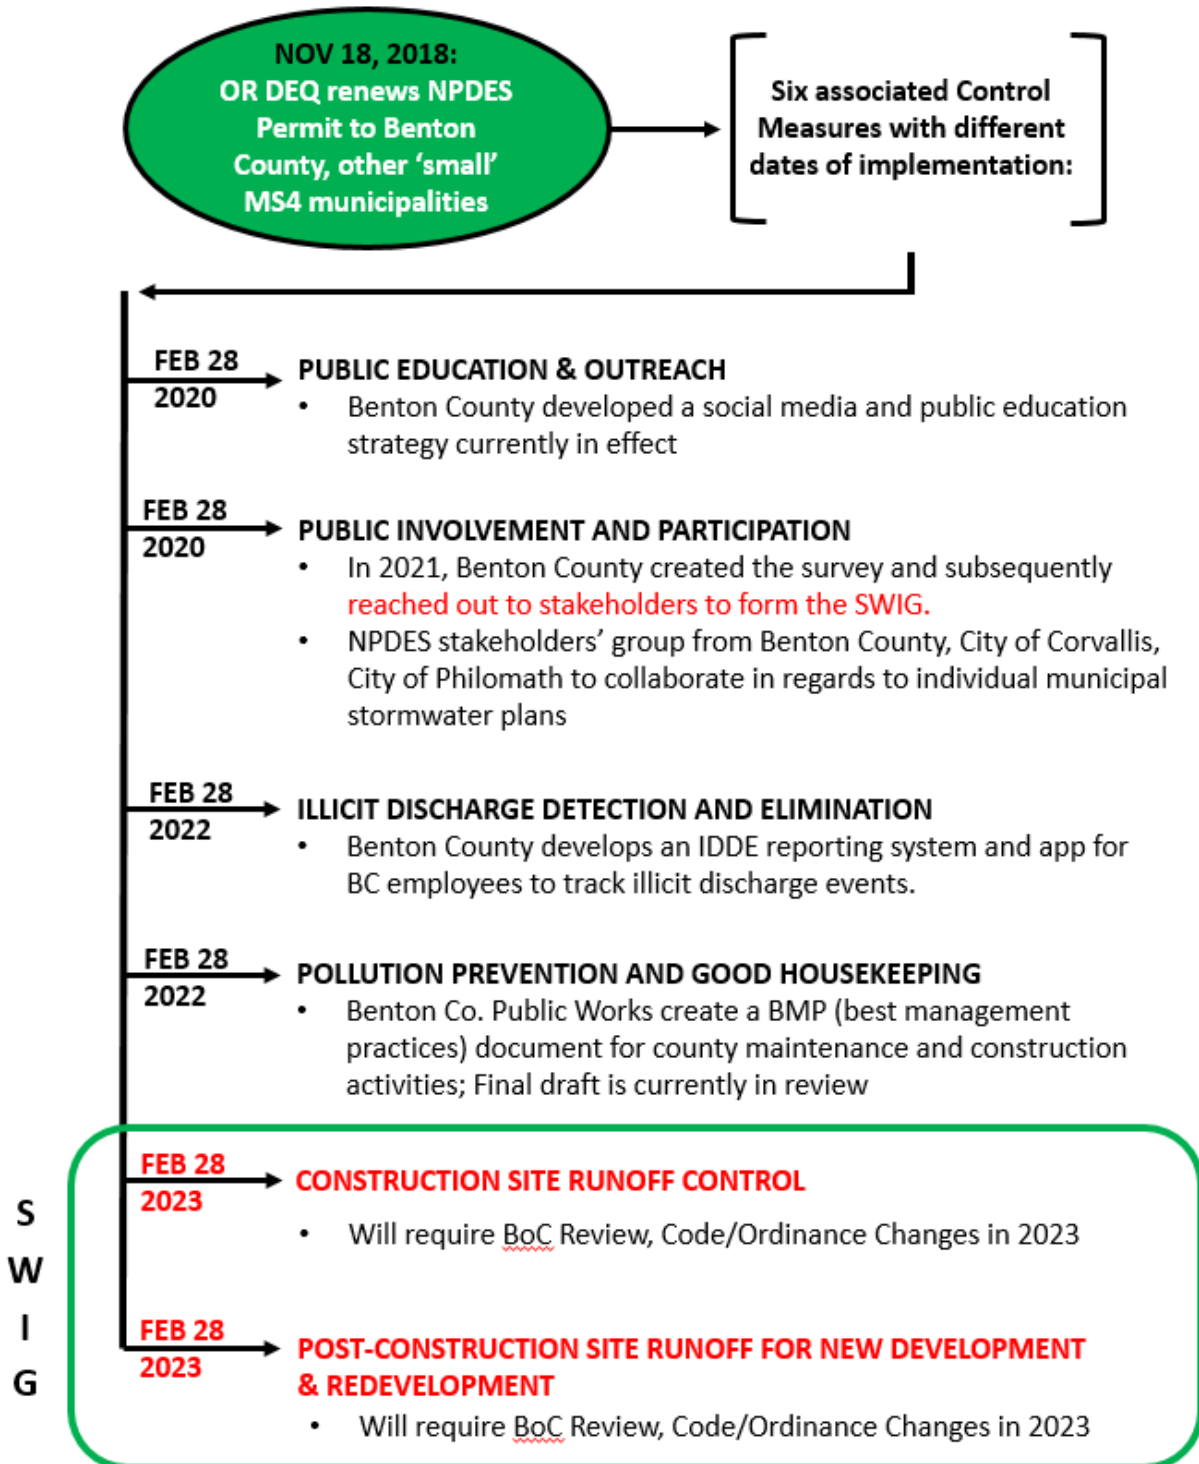 NOV 18, 2018:
OR DEQ renews NPDES
Permit to Benton
County, other ‘small’
MS4 municipalities
Six associated Control
Measures with different
dates of implementation:
FEB 28
2020
PUBLIC EDUCATION & OUTREACH
• Benton County developed a social media and public education
strategy currently in effect
FEB 28
2020
PUBLIC INVOLVEMENT AND PARTICIPATION
• In 2021, Benton County created the survey and subsequently
reached out to stakeholders to form the SWIG.
• NPDES stakeholders’ group from Benton County, City of Corvallis,
City of Philomath to collaborate in regards to individual municipal
stormwater plans
FEB 28
2022
ILLICIT DISCHARGE DETECTION AND ELIMINATION
• Benton County develops an IDDE reporting system and app for
BC employees to track illicit discharge events.
FEB 28
2022
POLLUTION PREVENTION AND GOOD HOUSEKEEPING
• Benton Co. Public Works create a BMP (best management
practices) document for county maintenance and construction
activities; Final draft is currently in review
S
W
I
G
FEB 28
2023
CONSTRUCTION SITE RUNOFF CONTROL
• Will require BoC Review, Code/Ordinance Changes in 2023
FEB 28
2023
POST-CONSTRUCTION SITE RUNOFF FOR NEW DEVELOPMENT
& REDEVELOPMENT
• Will require BoC Review, Code/Ordinance Changes in 2023